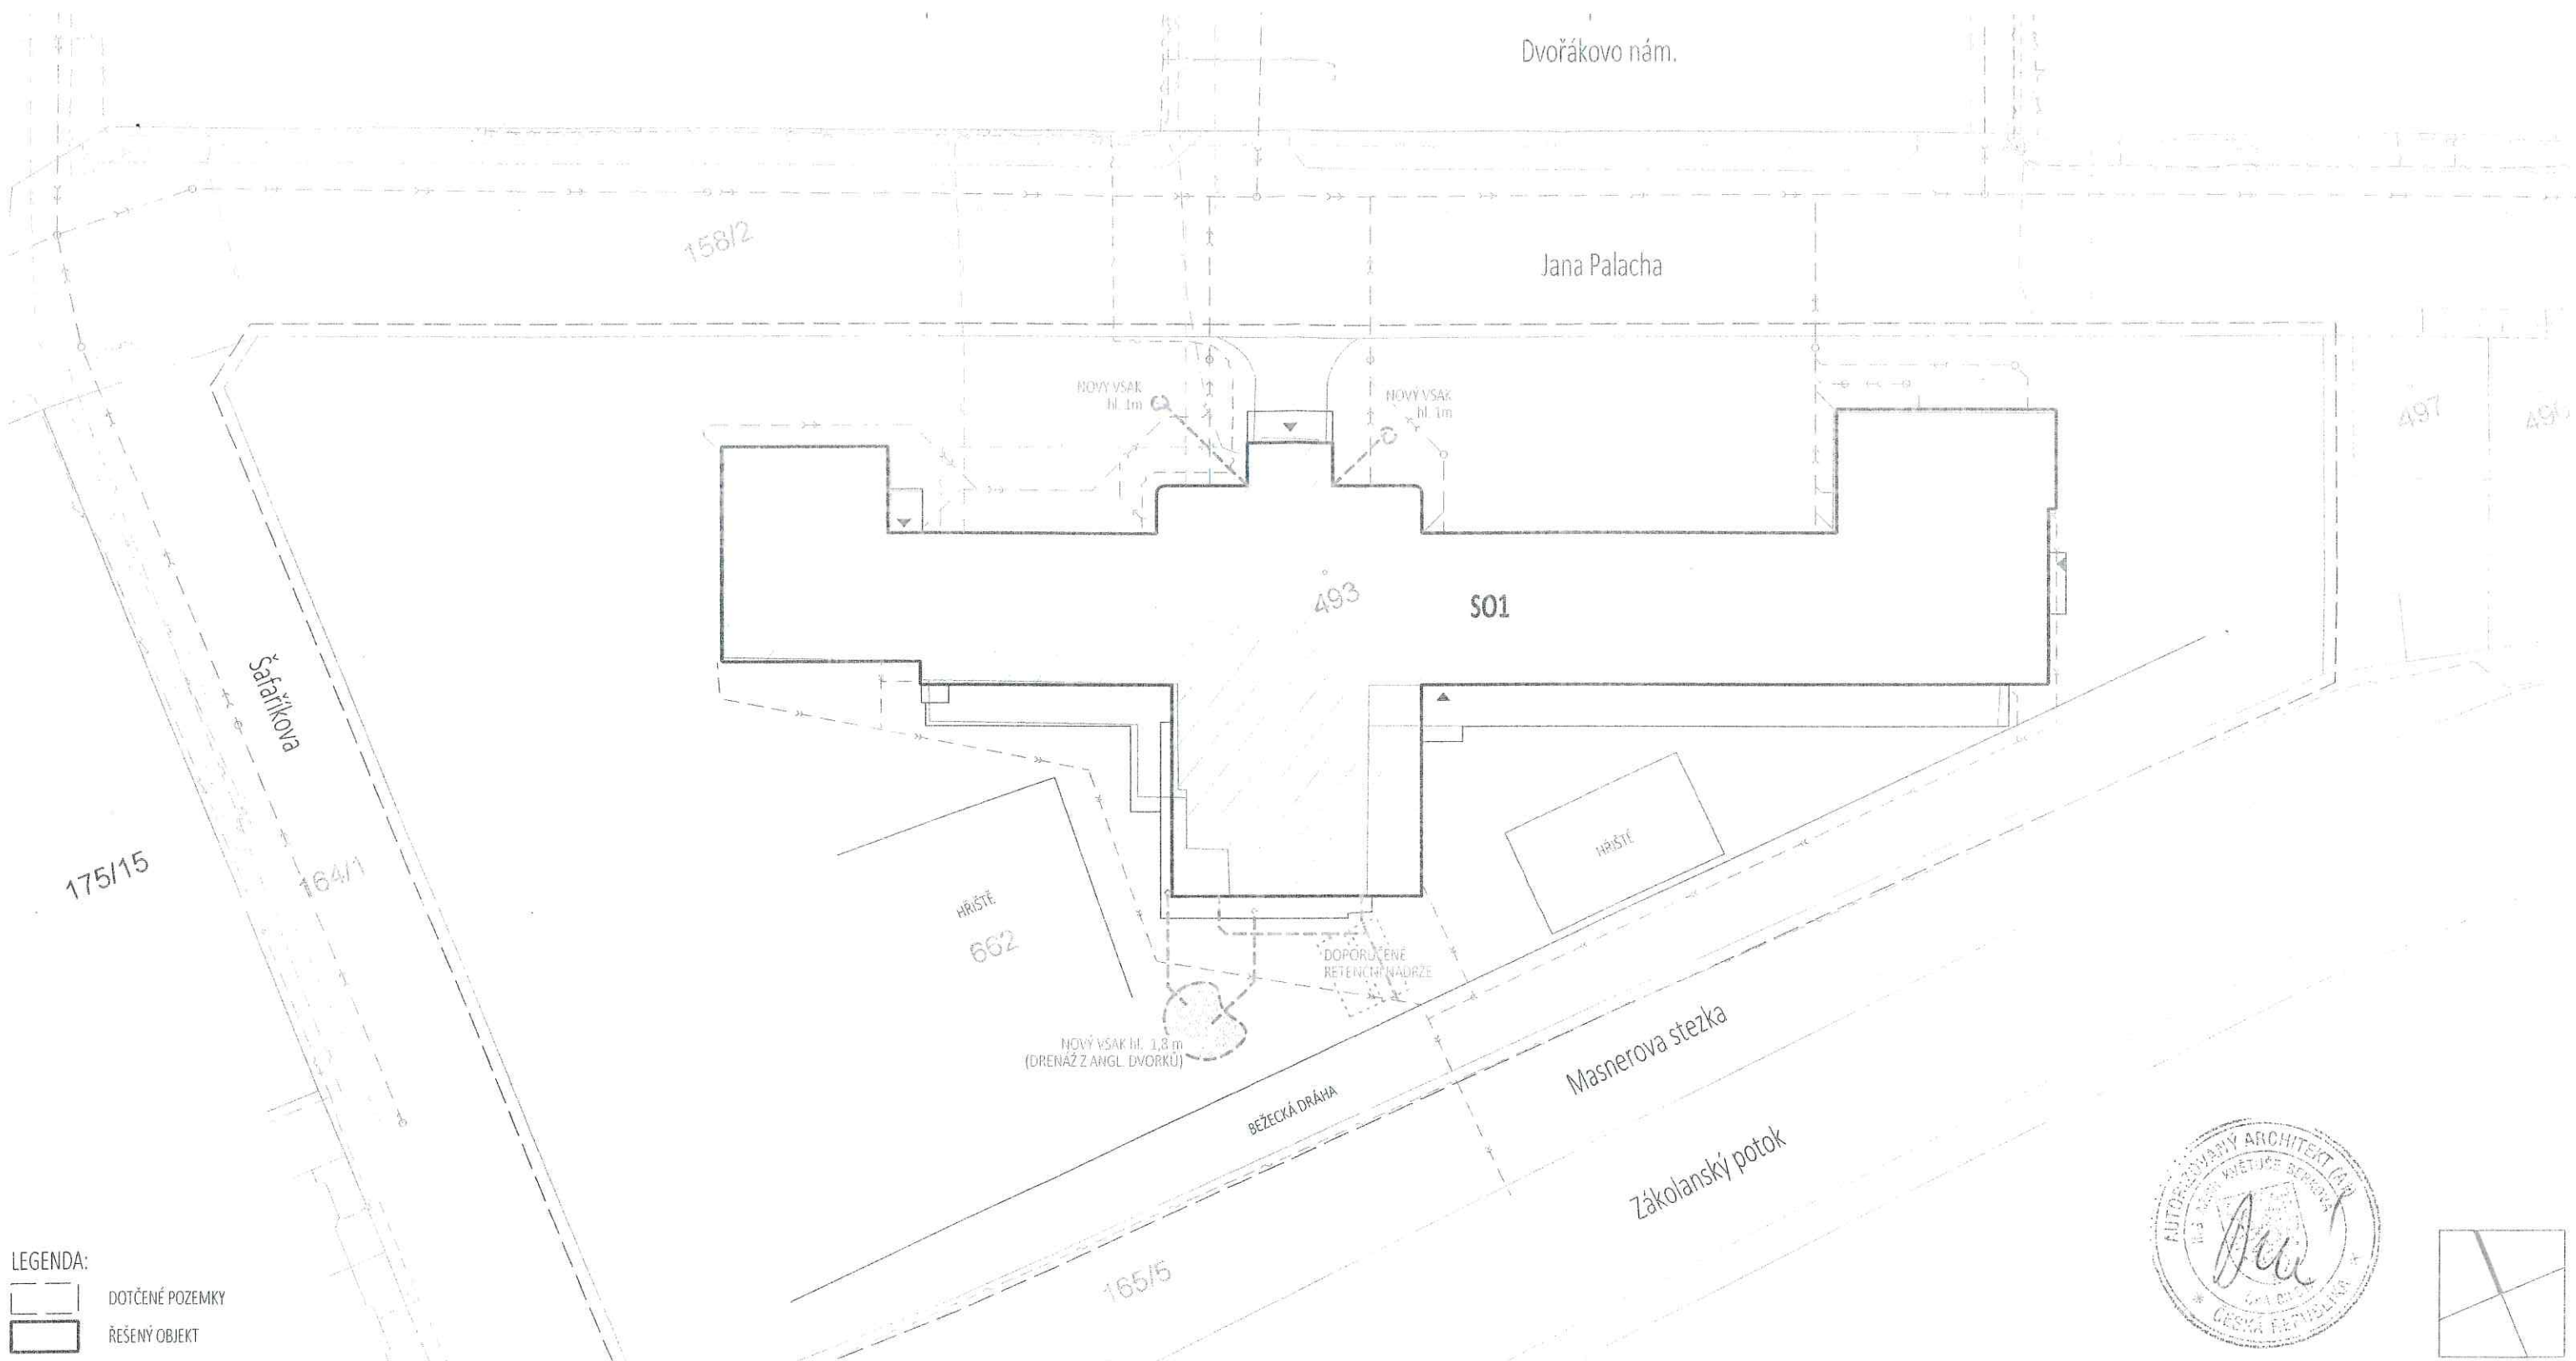 Dvořákovo nám.
158/2
Jana Palacha
NOVÝ VSAK
hl. 1m
NOVÝ VSAK
hl. 1m
497
493
S01
Šafaříkova
175/15
164/1
HŘIŠTĚ
HŘIŠTĚ
662
DOPORUČENÉ
RETENČNÍ NÁDRŽE
NOVÝ VSAK hl. 1,8 m
(DRENÁŽ Z ANGL. DVORKŮ)
Masnerova stezka
BEŽECKÁ DRÁHA
Zákolanský potok
165/5
AUTORIZOVANÝ ARCHITEKT
ČESKÁ REPUBLIKA
LEGENDA:
DOTČENÉ POZEMKY
ŘEŠENÝ OBJEKT